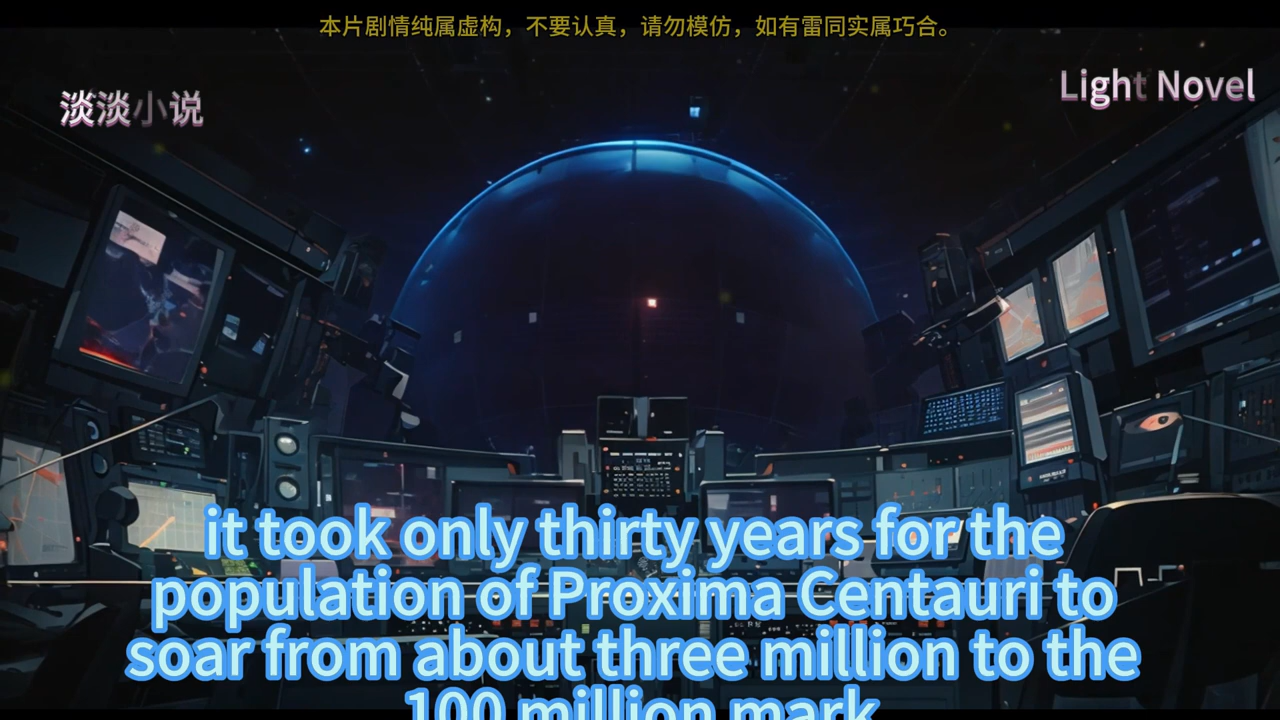 本片剧情纯属虚构，不要认真，请勿模仿，如有雷同实属巧合。
淡淡小说
Light Novel
it took only thirty years for the
population of Proxima Centauri to
soar from about three million to the
100 million mark